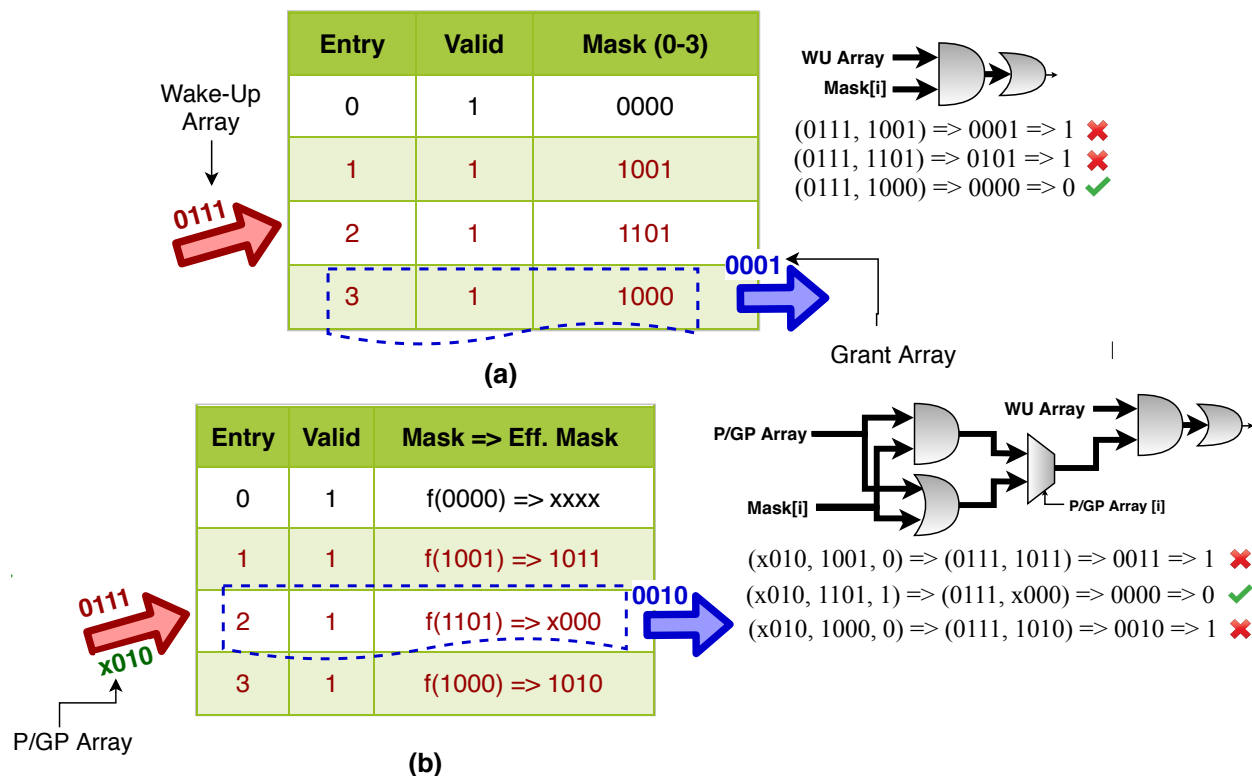 Entry Valid Mask (0-3)
0 1 0000
1 1 1001
2 1 1101
3 1 1000
Wake-Up
Array
0111
0001
Grant Array
WU Array
Mask[i]
(0111, 1001) => 0001 => 1
(0111, 1101) => 0101 => 1
(0111, 1000) => 0000 => 0
(a)
Entry Valid Mask => Eff. Mask
0 1 f(0000) => xxxx
1 1 f(1001) => 1011
2 1 f(1101) => x000
3 1 f(1000) => 1010
0111
x010
P/GP Array
0010
WU Array
P/GP Array
Mask[i]
P/GP Array [i]
(x010, 1001, 0) => (0111, 1011) => 0011 => 1
(x010, 1101, 1) => (0111, x000) => 0000 => 0
(x010, 1000, 0) => (0111, 1010) => 0010 => 1
(b)